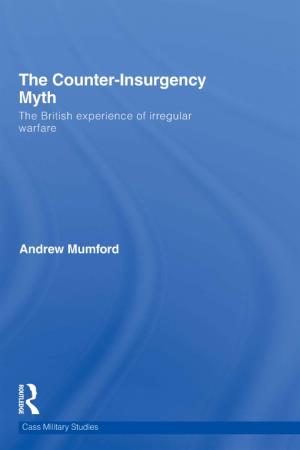 The Counter-Insurgency
Myth
The British experience of irregular
warfare
Andrew Mumford
ROUTLEDGE
Cass Military Studies